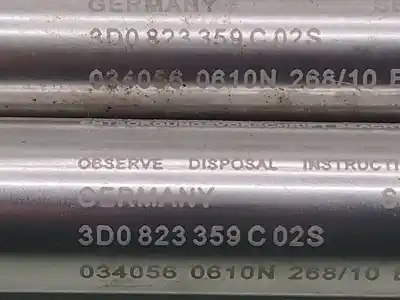 GERMANY
3D0 823 359 C 02S
034056 0610N 268/10
OBSERVE DISPOSAL INSTRUCTI
GERMANY
3D0 823 359 C 02S
034056 0610N 268/10